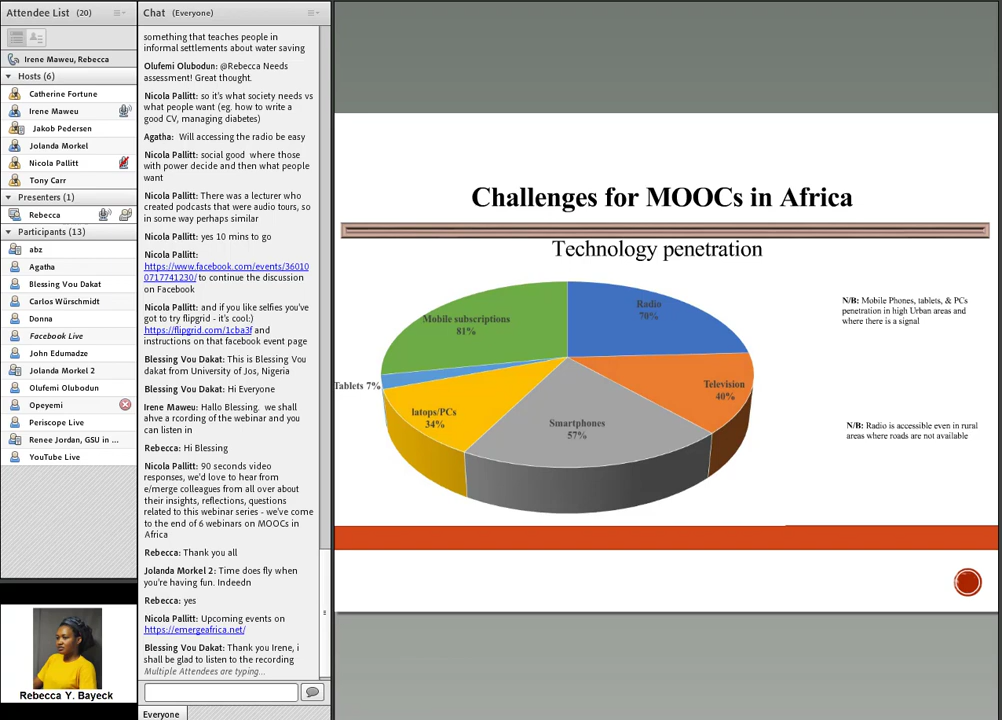 Attendee List (20)
Irene Maweu, Rebecca
Hosts (6)
Catherine Fortune
Irene Maweu
Jakob Pedersen
Jolanda Morkel
Nicola Pallitt
Tony Carr
Presenters (1)
Rebecca
Participants (13)
abz
Agatha
Blessing Vou Dakat
Carlos Würschmidt
Donna
Facebook Live
John Edumadze
Jolanda Morkel 2
Olufemi Olubodun
Opeyemi
Periscope Live
Renee Jordan, GSU in ...
YouTube Live
Rebecca Y. Bayeck
Chat (Everyone)
something that teaches people in
informal settlements about water saving
Olufemi Olubodun: @Rebecca Needs
assessment! Great thought.
Nicola Pallitt: so it's what society needs vs
what people want (eg. how to write a
good CV, managing diabetes)
Agatha: Will accessing the radio be easy
Nicola Pallitt: social good where those
with power decide and then what people
want
Nicola Pallitt: There was a lecturer who
created podcasts that were audio tours, so
in some way perhaps similar
Nicola Pallitt: yes 10 mins to go
Nicola Pallitt:
https://www.facebook.com/events/36010
0717741230/ to continue the discussion
on Facebook
Nicola Pallitt: and if you like selfies you've
got to try flipgrid - it's cool:)
https://flipgrid.com/1cba3f and
instructions on that facebook event page
Blessing Vou Dakat: This is Blessing Vou
dakat from University of Jos, Nigeria
Blessing Vou Dakat: Hi Everyone
Irene Maweu: Hallo Blessing. we shall
ahve a rcording of the webinar and you
can listen in
Rebecca: Hi Blessing
Nicola Pallitt: 90 seconds video
responses, we'd love to hear from
e/merge colleagues from all over about
their insights, reflections, questions
related to this webinar series - we've come
to the end of 6 webinars on MOOCs in
Africa
Rebecca: Thank you all
Jolanda Morkel 2: Time does fly when
you're having fun. Indeedn
Rebecca: yes
Nicola Pallitt: Upcoming events on
https://emergeafrica.net/
Blessing Vou Dakat: Thank you Irene, i
shall be glad to listen to the recording
Multiple Attendees are typing...
Everyone
Challenges for MOOCs in Africa
Technology penetration
Radio
70%
Mobile subscriptions
81%
Tablets 7%
Television
40%
latops/PCs
34%
Smartphones
57%
N/B: Mobile Phones, tablets, & PCs
penetration in high Urban areas and
where there is a signal
N/B: Radio is accessible even in rural
areas where roads are not available